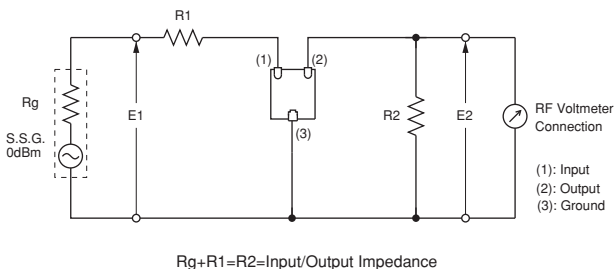 R1
(1)
(2)
Rg
E1
R2
E2
RF Voltmeter
Connection
S.S.G.
0dBm
(3)
(1): Input
(2): Output
(3): Ground
Rg+R1=R2=Input/Output Impedance